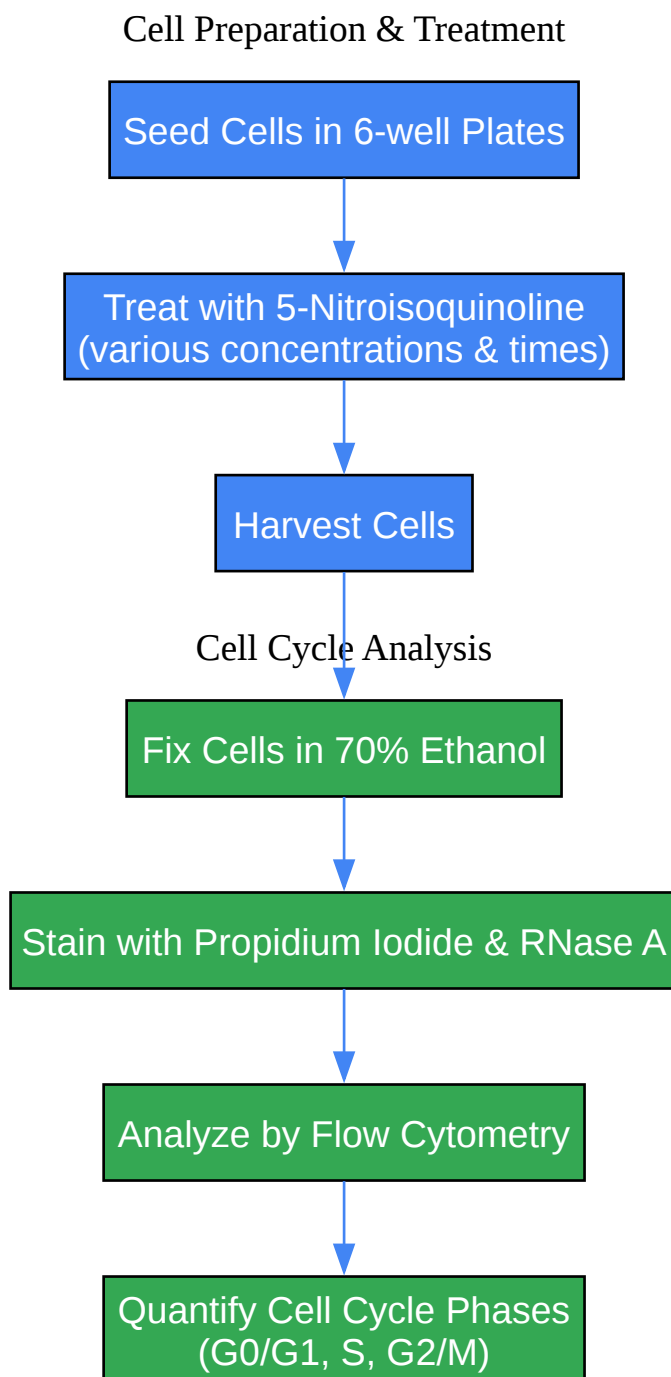 Cell Preparation & Treatment
Seed Cells in 6-well Plates
Treat with 5-Nitroisoquinoline
(various concentrations & times)
Harvest Cells
Cell Cycle Analysis
Fix Cells in 70% Ethanol
Stain with Propidium Iodide & RNase A
Analyze by Flow Cytometry
Quantify Cell Cycle Phases
(G0/G1, S, G2/M)